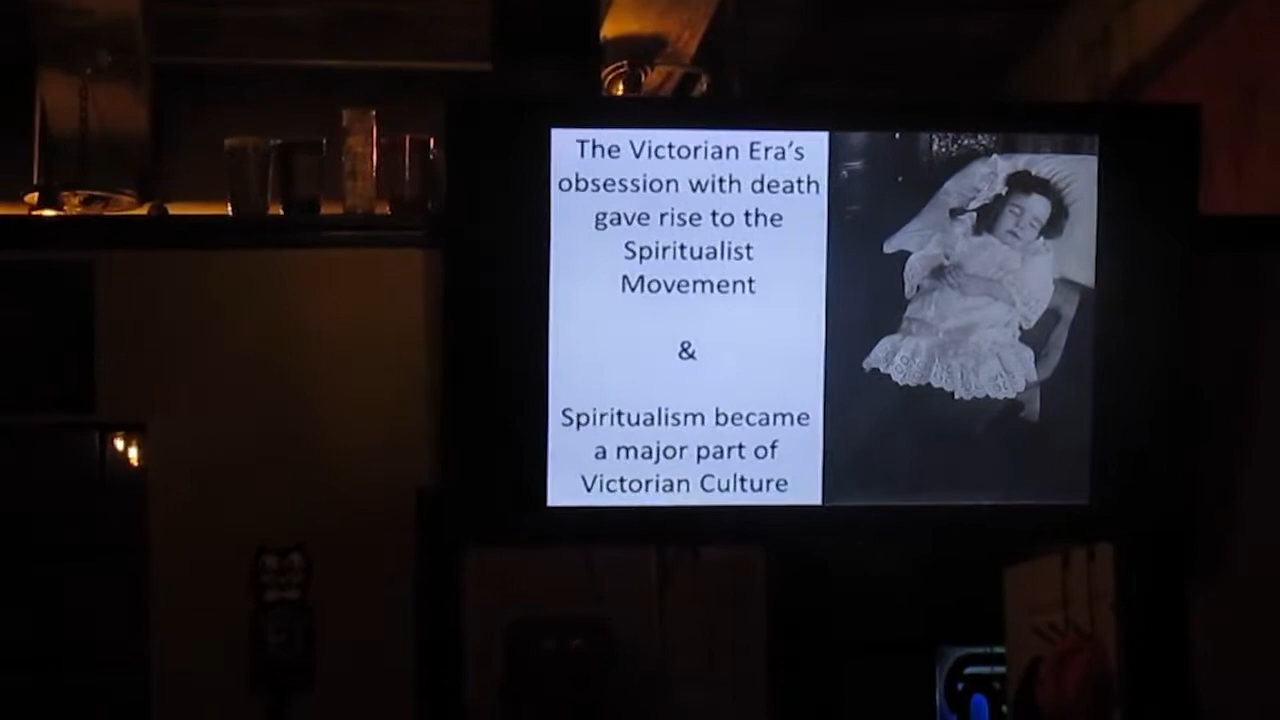 The Victorian Era's
obsession with death
gave rise to the
Spiritualist
Movement
&
Spiritualism became
a major part of
Victorian Culture